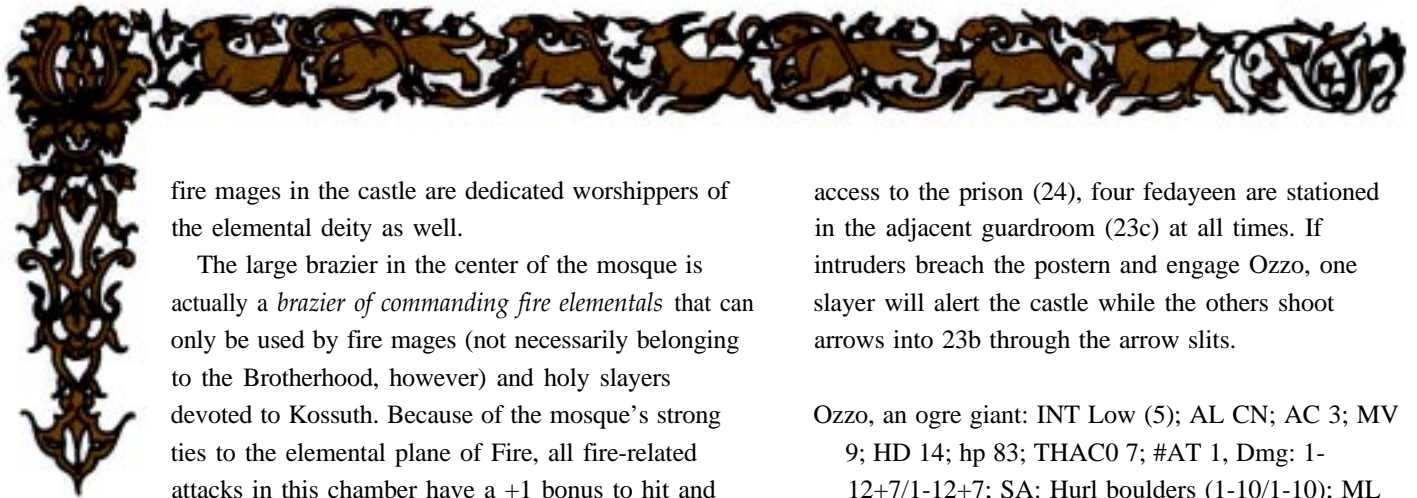 fire mages in the castle are dedicated worshippers of
the elemental deity as well.
The large brazier in the center of the mosque is
actually a brazier of commanding fire elementals that can
only be used by fire mages (not necessarily belonging
to the Brotherhood, however) and holy slayers
devoted to Kossuth. Because of the mosque's strong
ties to the elemental plane of Fire, all fire-related
attacks in this chamber have a +1 bonus to hit and
access to the prison (24), four fedayeen are stationed
in the adjacent guardroom (23c) at all times. If
intruders breach the postern and engage Ozzo, one
slayer will alert the castle while the others shoot
arrows into 23b through the arrow slits.
Ozzo, an ogre giant: INT Low (5); AL CN; AC 3; MV
9; HD 14; hp 83; THAC0 7; #AT 1, Dmg: 1-
12+7/1-12+7; SA: Hurl boulders (1-10/1-10); ML